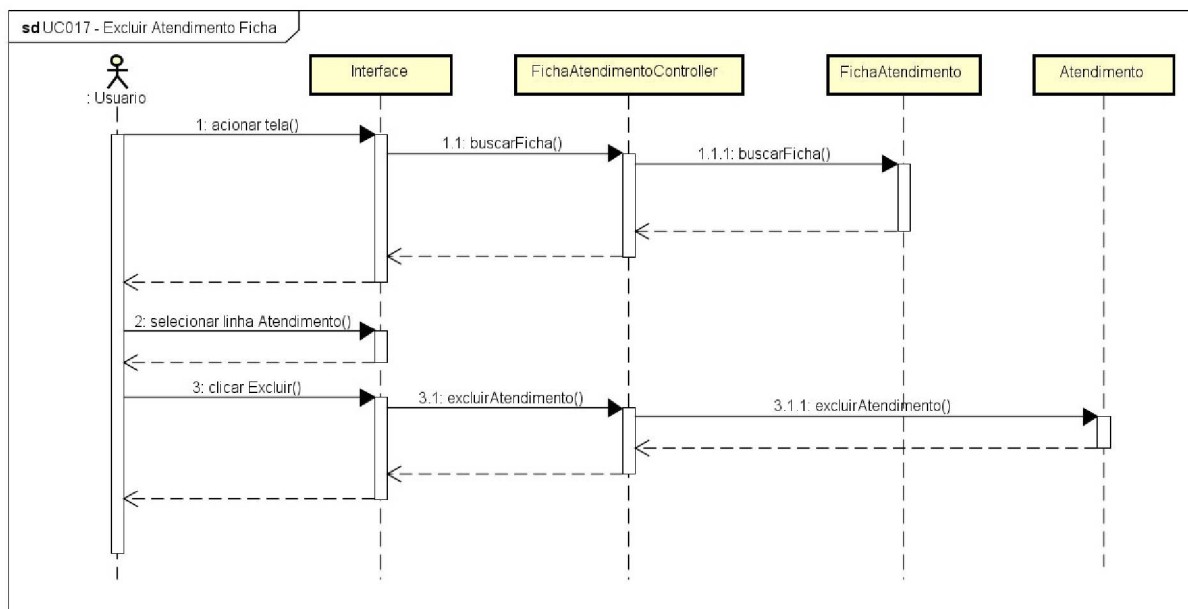 sd UC017 - Excluir Atendimento Ficha
: Usuario
Interface
FichaAtendimentoController
FichaAtendimento
Atendimento
1: acionar tela()
1.1: buscarFicha()
1.1.1: buscarFicha()
2: selecionar linha Atendimento()
3: clicar Excluir()
3.1: excluirAtendimento()
3.1.1: excluirAtendimento()